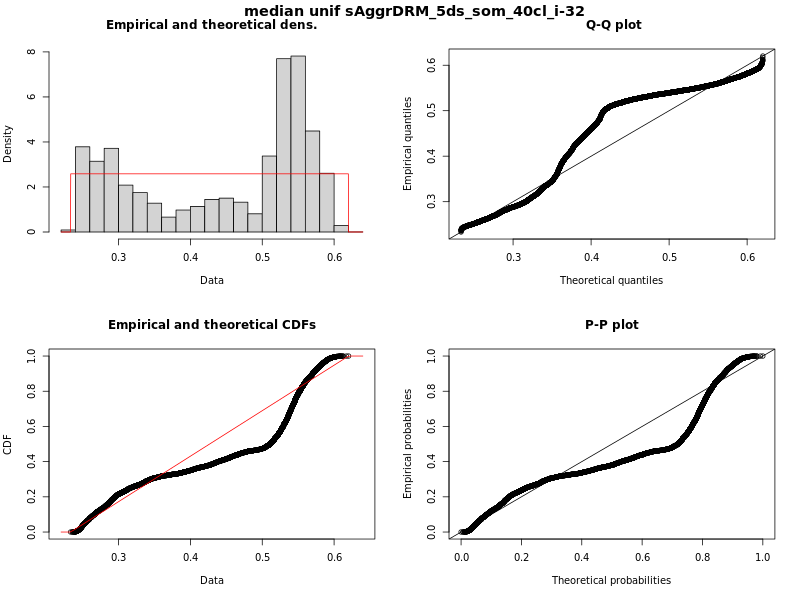 median unif sAggrDRM_5ds_som_40cl_i-32
Empirical and theoretical dens.
Density
0 2 4 6 8
0.3 0.4 0.5 0.6
Data
Q-Q plot
Empirical quantiles
0.3 0.4 0.5 0.6
0.3 0.4 0.5 0.6
Theoretical quantiles
Empirical and theoretical CDFs
CDF
0.0 0.2 0.4 0.6 0.8 1.0
0.3 0.4 0.5 0.6
Data
P-P plot
Empirical probabilities
0.0 0.2 0.4 0.6 0.8 1.0
0.0 0.2 0.4 0.6 0.8 1.0
Theoretical probabilities